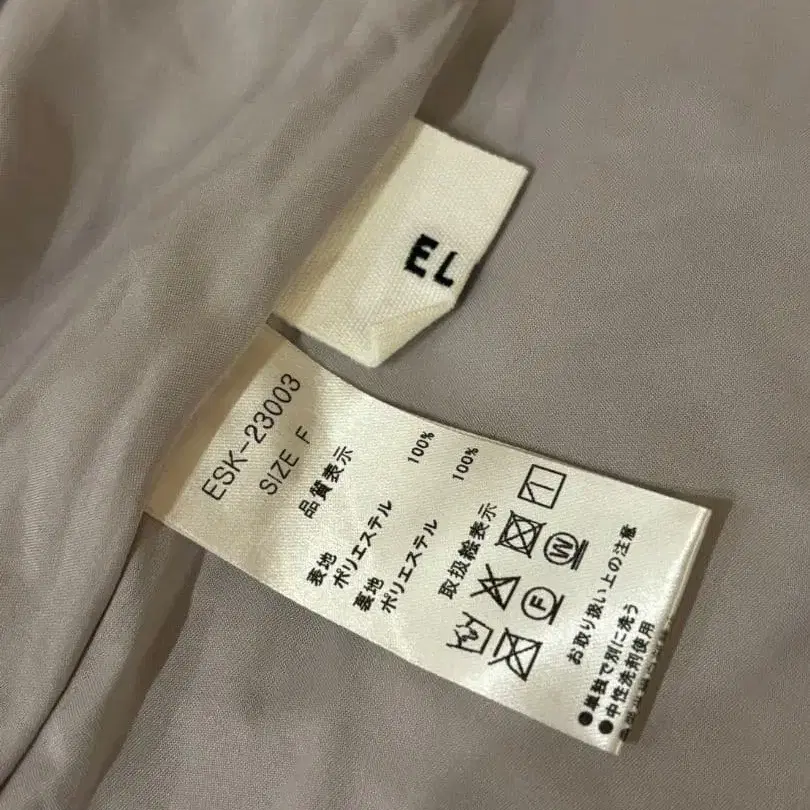 EL
ESK-23003
SIZE F
品質表示
表地
ポリエステル 100%
裏地
ポリエステル 100%
取扱絵表示
F W
お取り扱い上の注意
●単独で別に洗う
●中性洗剤使用